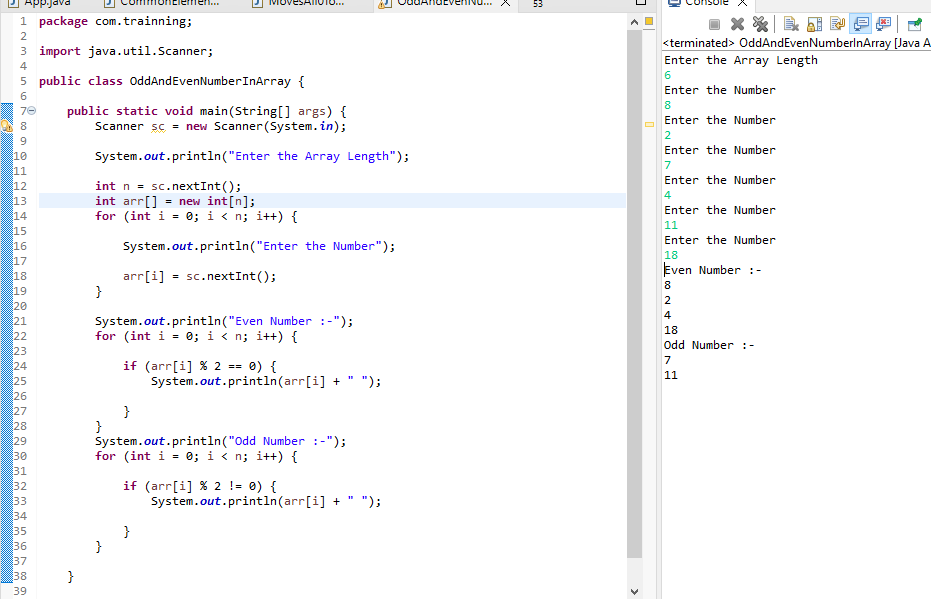 App.java CommonElemen... MovesAll0To... OddAndEvenNu... 53
1 package com.trainning;
2
3 import java.util.Scanner;
4
5 public class OddAndEvenNumberInArray {
6
7 public static void main(String[] args) {
8 Scanner sc = new Scanner(System.in);
9
10 System.out.println("Enter the Array Length");
11
12 int n = sc.nextInt();
13 int arr[] = new int[n];
14 for (int i = 0; i < n; i++) {
15
16 System.out.println("Enter the Number");
17
18 arr[i] = sc.nextInt();
19 }
20
21 System.out.println("Even Number :-");
22 for (int i = 0; i < n; i++) {
23
24 if (arr[i] % 2 == 0) {
25 System.out.println(arr[i] + " ");
26
27 }
28 }
29 System.out.println("Odd Number :-");
30 for (int i = 0; i < n; i++) {
31
32 if (arr[i] % 2 != 0) {
33 System.out.println(arr[i] + " ");
34
35 }
36 }
37
38 }
39
Console
<terminated> OddAndEvenNumberInArray [Java A
Enter the Array Length
6
Enter the Number
8
Enter the Number
2
Enter the Number
7
Enter the Number
4
Enter the Number
11
Enter the Number
18
Even Number :-
8
2
4
18
Odd Number :-
7
11